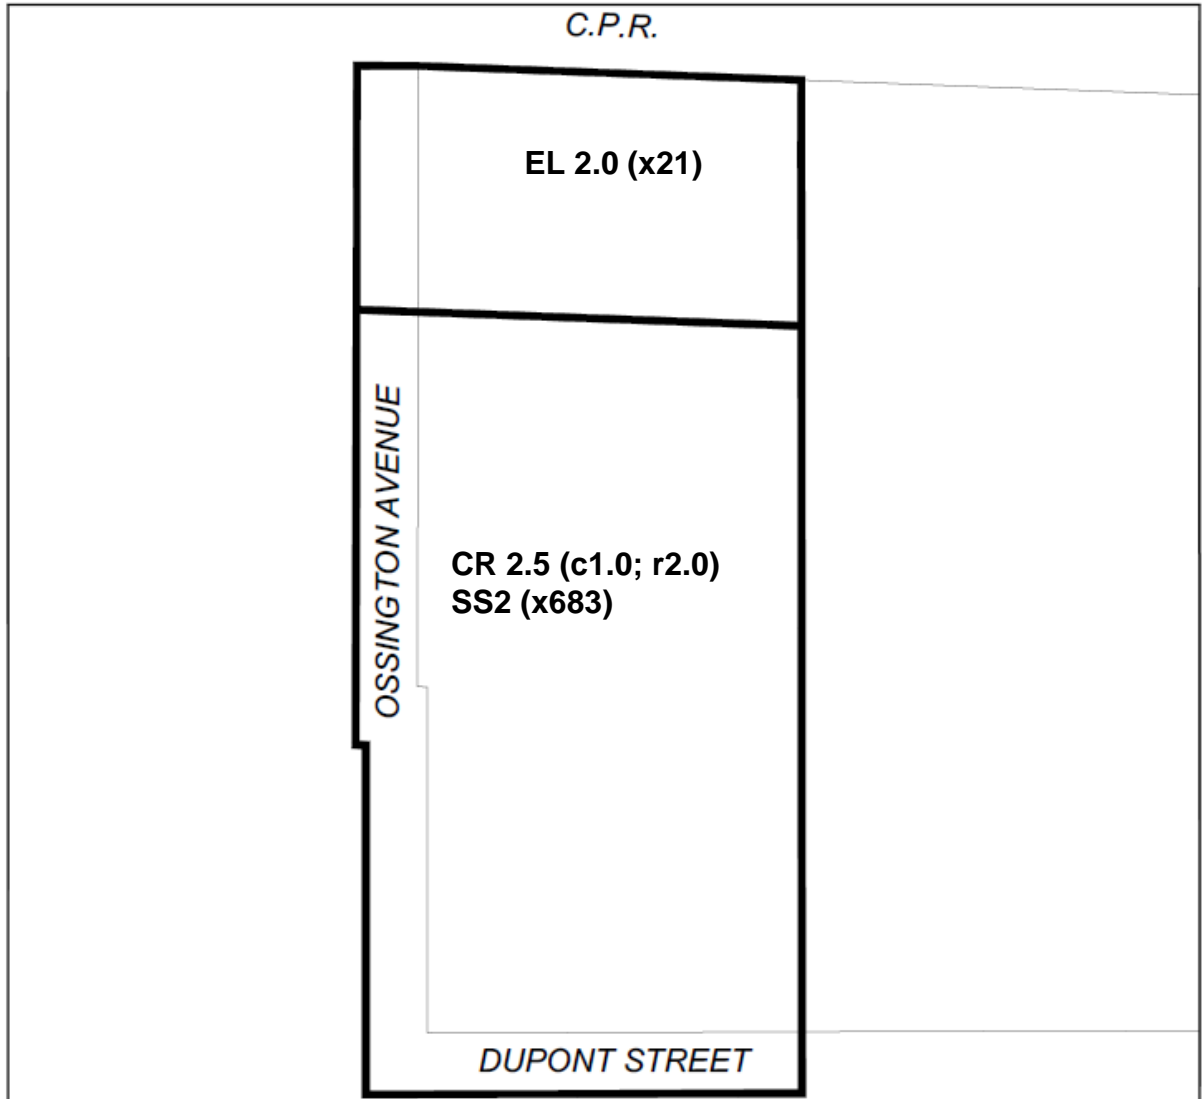 C.P.R.
EL 2.0 (x21)
OSSINGTON AVENUE
CR 2.5 (c1.0; r2.0)
SS2 (x683)
DUPONT STREET